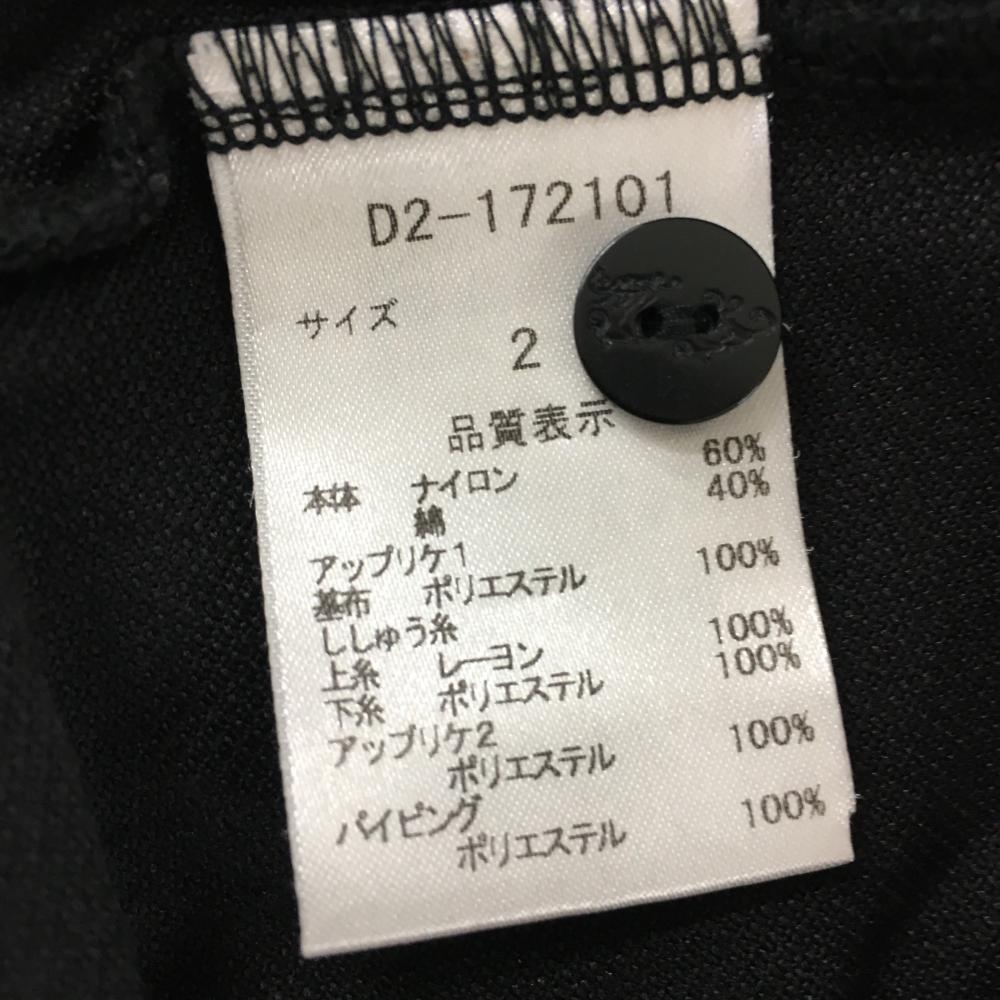 D2-172101
サイズ
2
品質表示
本体 ナイロン 60%
綿 40%
アップリケ1
基布 ポリエステル 100%
ししゅう糸
上糸 レーヨン 100%
下糸 ポリエステル 100%
アップリケ2
ポリエステル 100%
パイピング
ポリエステル 100%